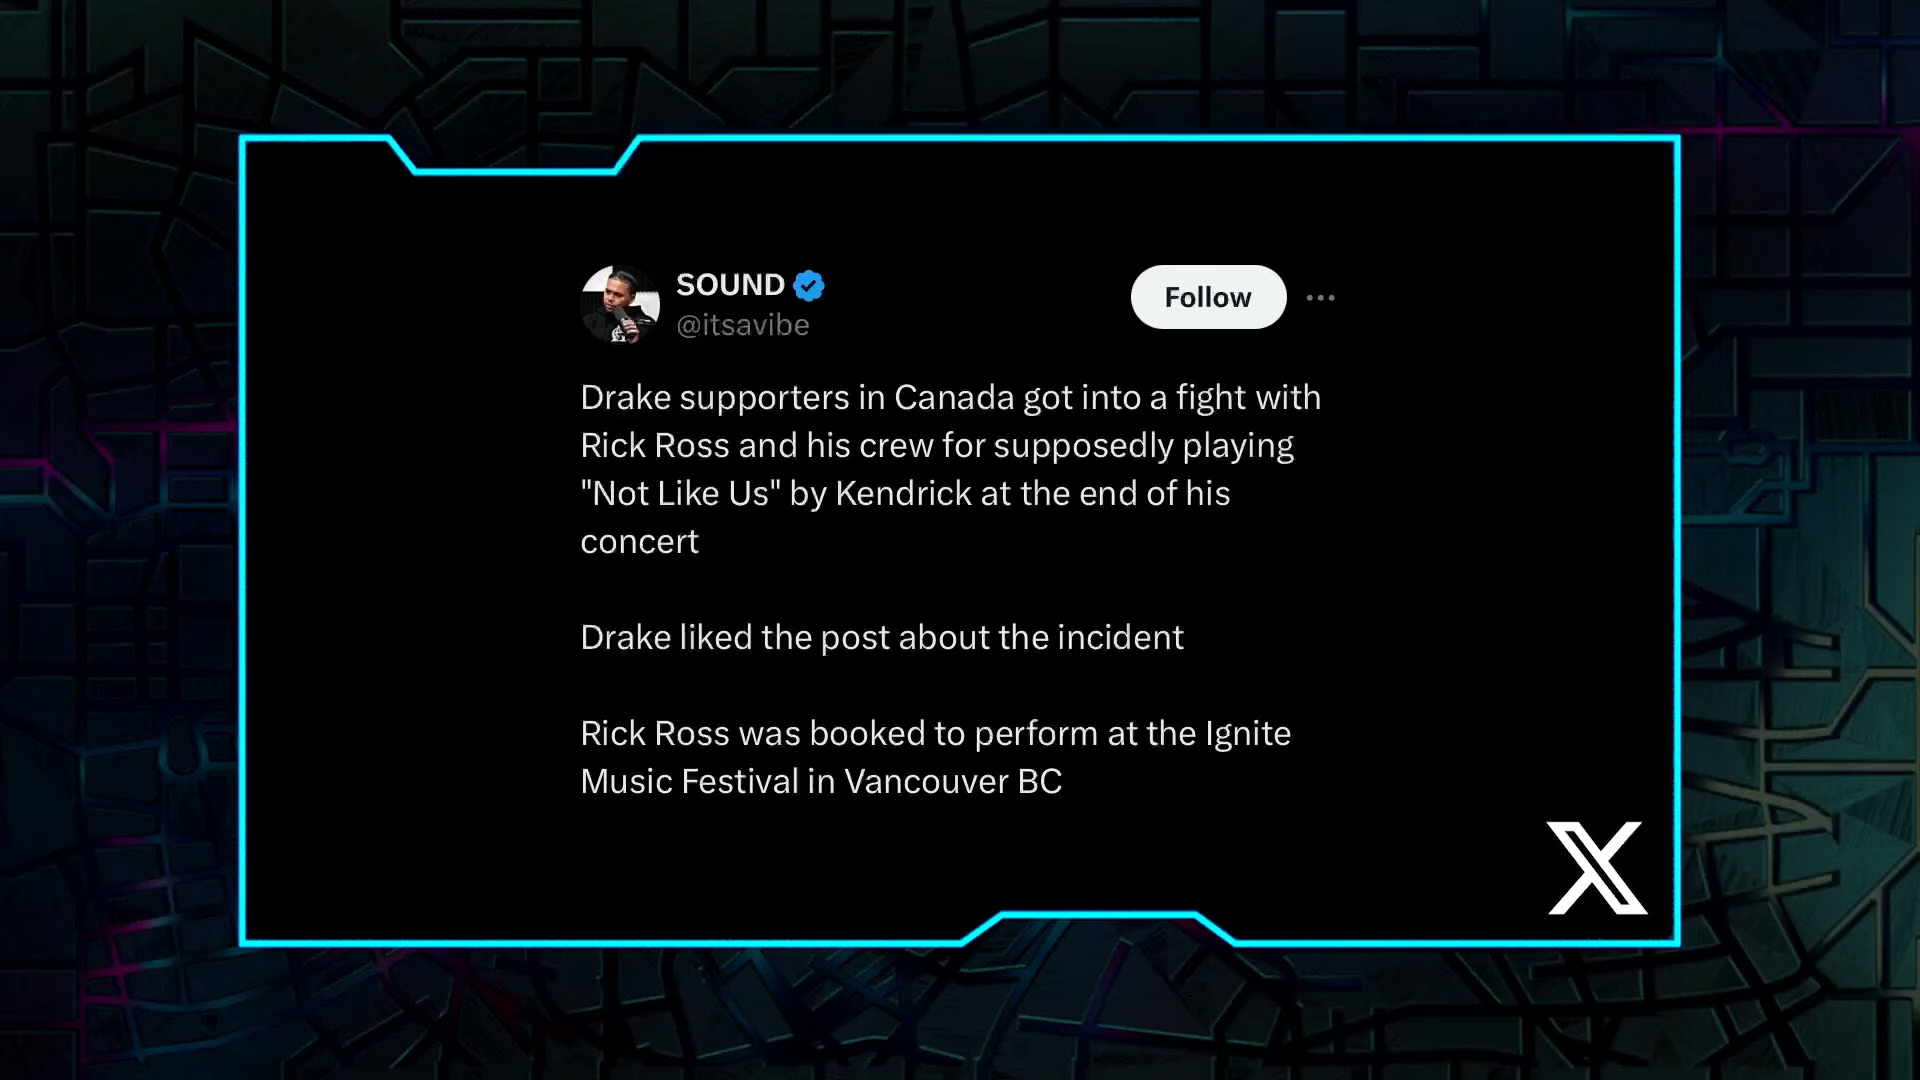 SOUND
@itsavibe
Follow
Drake supporters in Canada got into a fight with
Rick Ross and his crew for supposedly playing
"Not Like Us" by Kendrick at the end of his
concert
Drake liked the post about the incident
Rick Ross was booked to perform at the Ignite
Music Festival in Vancouver BC